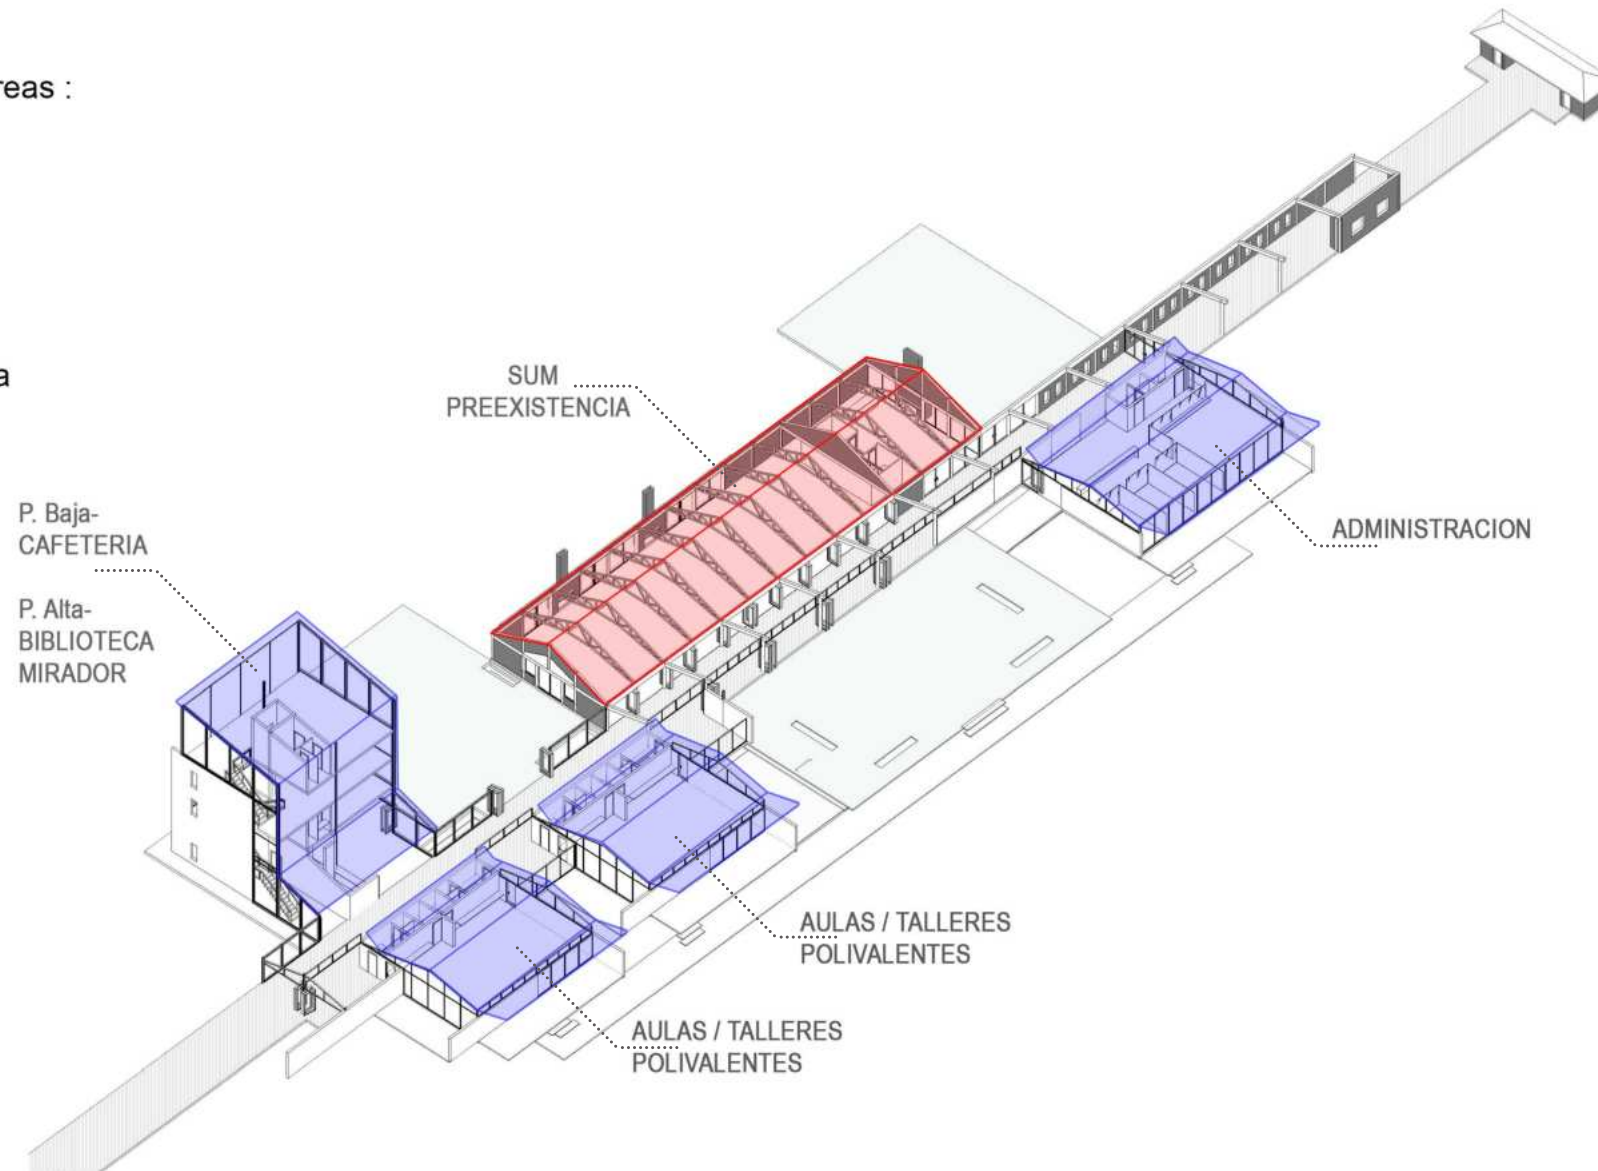 reas :
a
SUM
PREEXISTENCIA
P. Baja-
CAFETERIA
P. Alta-
BIBLIOTECA
MIRADOR
ADMINISTRACION
AULAS / TALLERES
POLIVALENTES
AULAS / TALLERES
POLIVALENTES